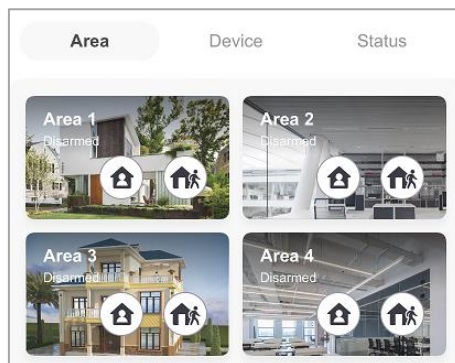 Area Device Status
Area 1
Disarmed
Area 2
Disarmed
Area 3
Disarmed
Area 4
Disarmed